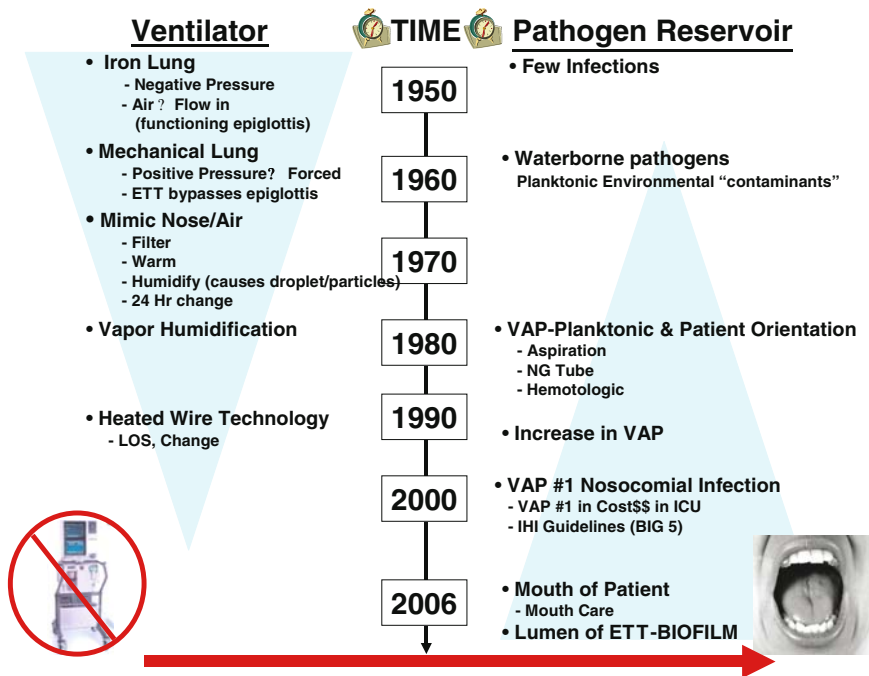 Ventilator
• Iron Lung
- Negative Pressure
- Air ? Flow in
(functioning epiglottis)
• Mechanical Lung
- Positive Pressure? Forced
- ETT bypasses epiglottis
• Mimic Nose/Air
- Filter
- Warm
- Humidify (causes droplet/particles)
- 24 Hr change
• Vapor Humidification
• Heated Wire Technology
- LOS, Change
TIME
1950
1960
1970
1980
1990
2000
2006
Pathogen Reservoir
• Few Infections
• Waterborne pathogens
Planktonic Environmental “contaminants”
• VAP-Planktonic & Patient Orientation
- Aspiration
- NG Tube
- Hemotologic
• Increase in VAP
• VAP #1 Nosocomial Infection
- VAP #1 in Cost$$ in ICU
- IHI Guidelines (BIG 5)
• Mouth of Patient
- Mouth Care
• Lumen of ETT-BIOFILM